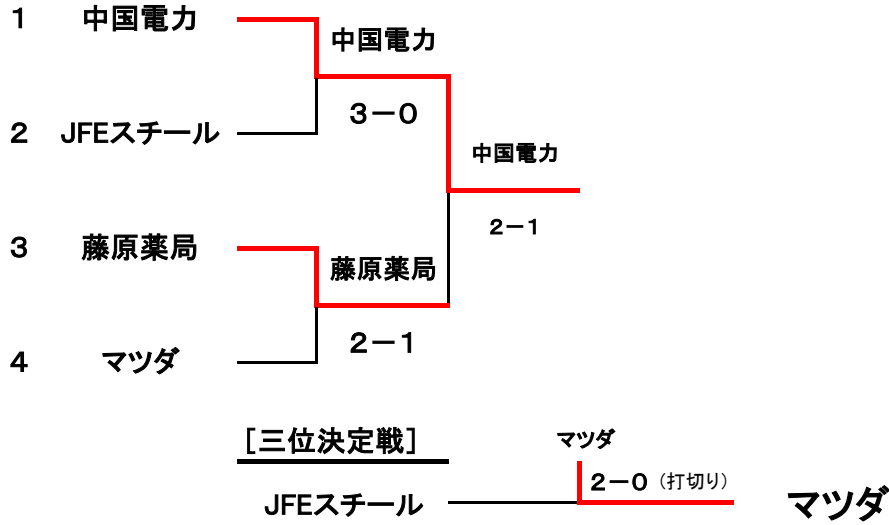 1 中国電力
中国電力
3－0
2 JFEスチール
中国電力
2－1
3 藤原薬局
藤原薬局
2－1
4 マツダ
[三位決定戦]
マツダ
2－0（打切り）
JFEスチール
マツダ